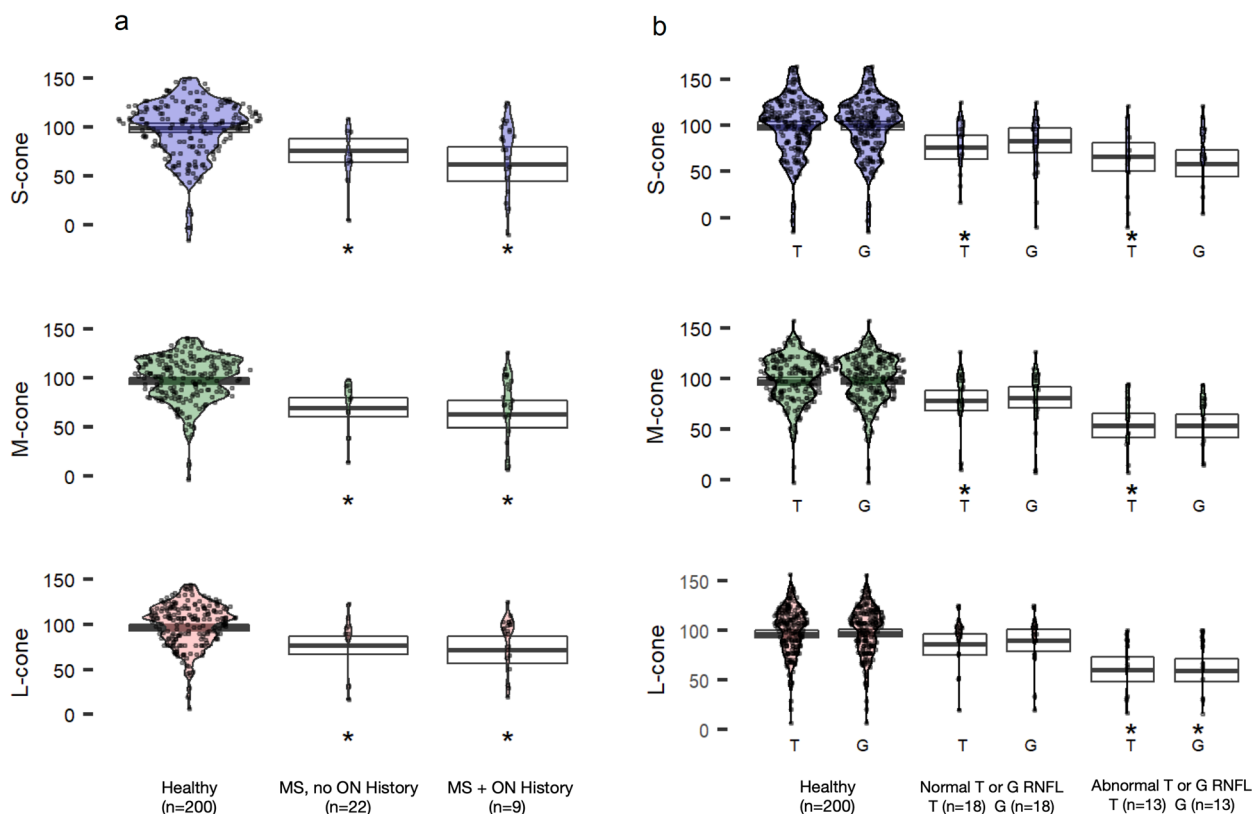 a
S-cone
150
100
50
0
*
*
M-cone
150
100
50
0
*
*
L-cone
150
100
50
0
*
*
Healthy
(n=200)
MS, no ON History
(n=22)
MS + ON History
(n=9)
b
S-cone
150
100
50
0
*
*
T G T G T G
M-cone
150
100
50
0
*
*
T G T G T G
L-cone
150
100
50
0
*
*
T G T G T G
Healthy
(n=200)
Normal T or G RNFL
T (n=18) G (n=18)
Abnormal T or G RNFL
T (n=13) G (n=13)